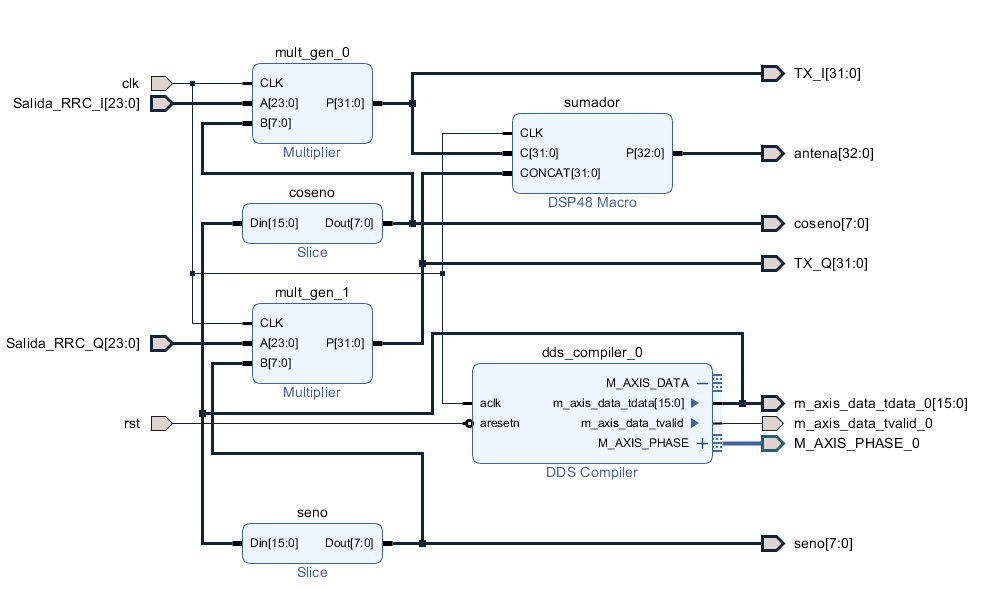 mult_gen_0
clk
CLK
Salida_RRC_I[23:0]
A[23:0]
P[31:0]
B[7:0]
Multiplier
TX_I[31:0]
sumador
CLK
C[31:0]
P[32:0]
CONCAT[31:0]
DSP48 Macro
antena[32:0]
coseno
Din[15:0]
Dout[7:0]
Slice
coseno[7:0]
TX_Q[31:0]
mult_gen_1
CLK
Salida_RRC_Q[23:0]
A[23:0]
P[31:0]
B[7:0]
Multiplier
dds_compiler_0
M_AXIS_DATA
aclk
m_axis_data_tdata[15:0]
m_axis_data_tdata_0[15:0]
rst
aresetn
m_axis_data_tvalid
m_axis_data_tvalid_0
M_AXIS_PHASE
M_AXIS_PHASE_0
DDS Compiler
seno
Din[15:0]
Dout[7:0]
Slice
seno[7:0]